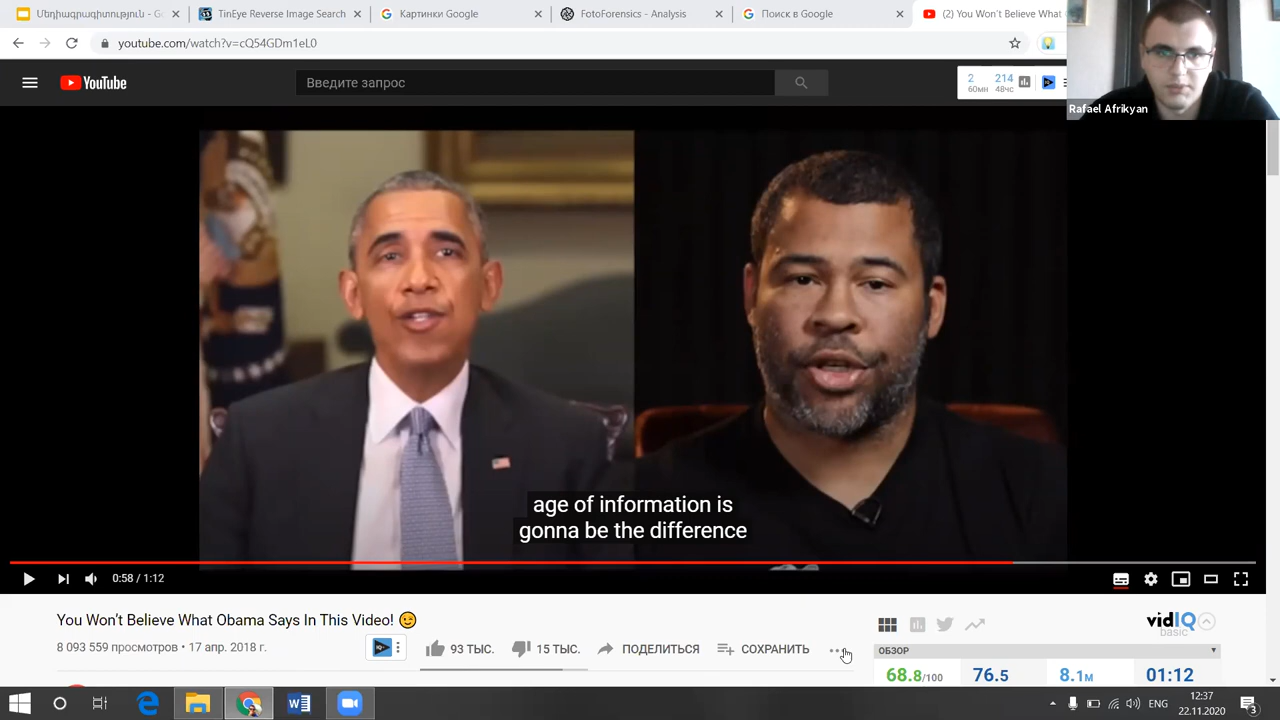 Մեդիագրագիտություն - Go
TinEye Reverse Image Search
Картинки Google
FotoForensics - Analysis
Поиск в Google
(2) You Won't Believe What
youtube.com/watch?v=cQ54GDm1eL0
YouTube
Введите запрос
2 214
60мн 48чс
Rafael Afrikyan
age of information is
gonna be the difference
0:58 / 1:12
You Won't Believe What Obama Says In This Video! 😉
8 093 559 просмотров • 17 апр. 2018 г.
93 ТЫС.
15 ТЫС.
ПОДЕЛИТЬСЯ
СОХРАНИТЬ
vidIQ
basic
ОБЗОР
68.8/100
76.5
8.1м
01:12
ENG
12:37
22.11.2020
3